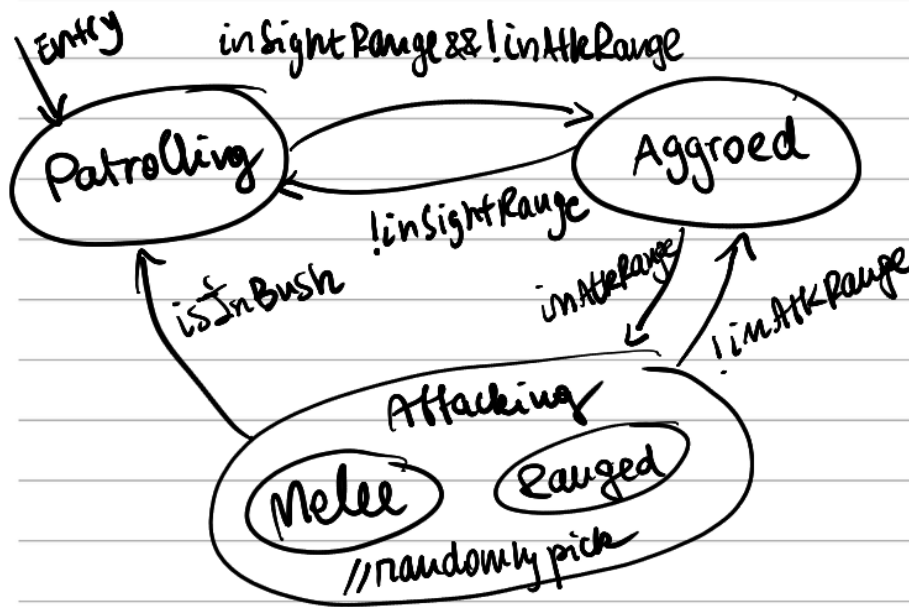 Entry
inSightRange&&!inAtkRange
Patrolling
Aggroed
!inSightRange
isInBush
inAtkRange
!inAtkRange
Attacking
Melee
Ranged
//randomly pick